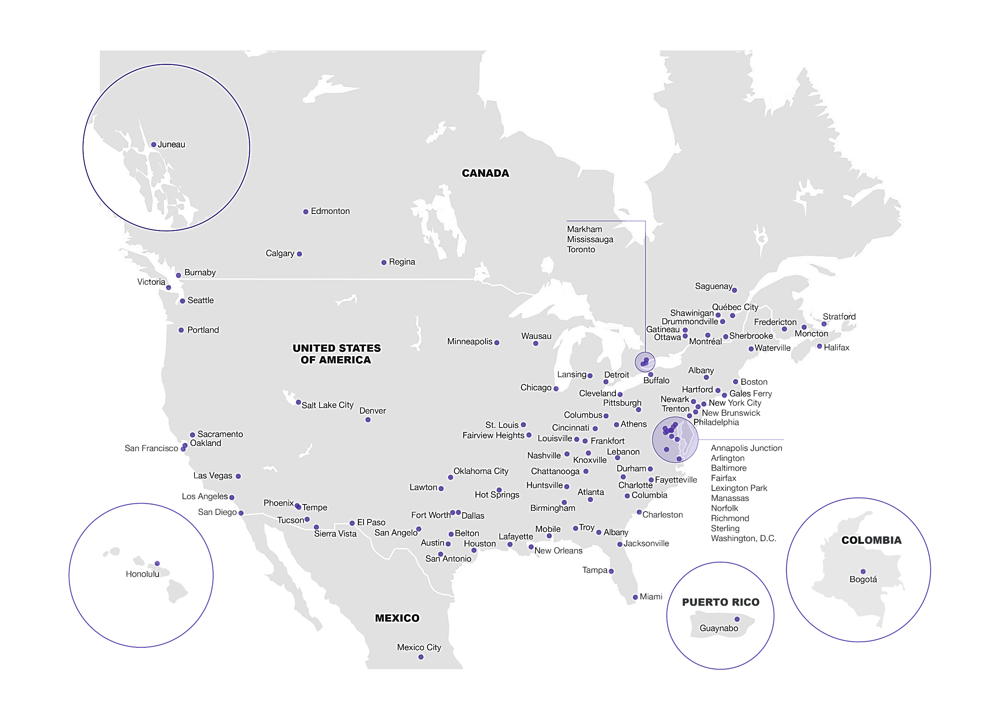 Juneau
CANADA
Edmonton
Markham
Mississauga
Toronto
Calgary
Regina
Burnaby
Victoria
Seattle
Portland
Saguenay
Québec City
Shawinigan
Drummondville
Gatineau
Ottawa
Montréal
Sherbrooke
Fredericton
Stratford
Moncton
Halifax
Waterville
Minneapolis
Wausau
UNITED STATES
OF AMERICA
Lansing
Detroit
Buffalo
Albany
Boston
Chicago
Cleveland
Hartford
Gales Ferry
Pittsburgh
Newark
New York City
Trenton
New Brunswick
Philadelphia
Salt Lake City
Denver
Columbus
Athens
St. Louis
Cincinnati
Fairview Heights
Louisville
Frankfort
Sacramento
Oakland
San Francisco
Nashville
Knoxville
Lebanon
Annapolis Junction
Arlington
Baltimore
Fairfax
Lexington Park
Manassas
Norfolk
Richmond
Sterling
Washington, D.C.
Las Vegas
Oklahoma City
Chattanooga
Durham
Fayetteville
Lawton
Hot Springs
Huntsville
Charlotte
Atlanta
Columbia
Los Angeles
San Diego
Phoenix
Tempe
Tucson
Sierra Vista
El Paso
Fort Worth
Dallas
Birmingham
Charleston
San Angelo
Belton
Austin
Houston
San Antonio
Lafayette
Mobile
New Orleans
Troy
Albany
Jacksonville
Tampa
Miami
Honolulu
MEXICO
Mexico City
PUERTO RICO
Guaynabo
COLOMBIA
Bogotá